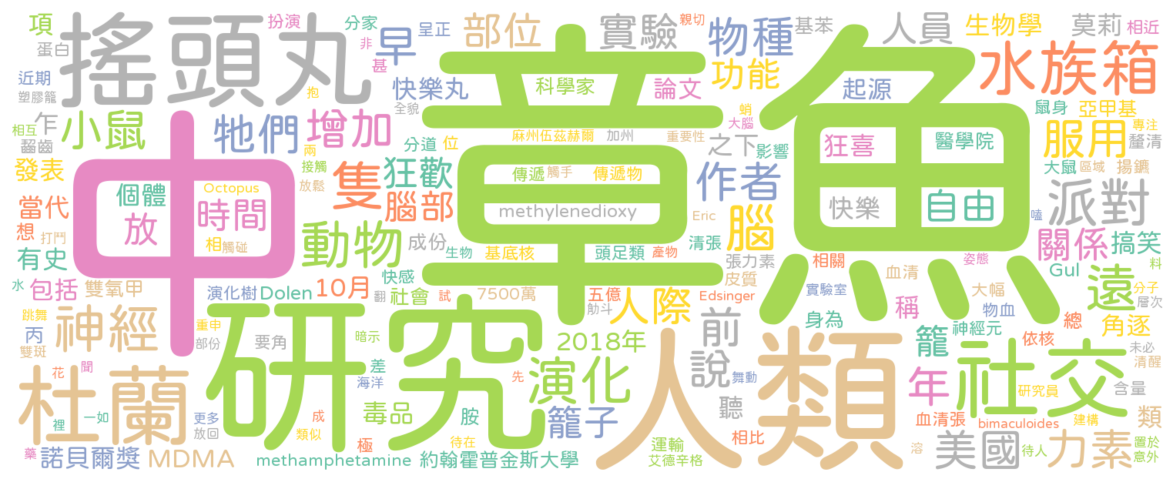 項
蛋白
搖頭丸
扮演
分家
非
呈正
甚
早
部位
實驗
親切
物種
基苯
人員
生物學
莫莉
相近
近期
塑膠籠
抱
快樂丸
科學家
論文
功能
起源
水族箱
全貌
乍
相互
齧齒
小鼠
牠們
增加
兩
接觸
放鬆
分道
位
麻州伍茲赫爾
加州
重要性
蛸
大腦
之下
影響
狂喜
醫學院
鼠身
亞甲基
專注
釐清
服用
大鼠
區域
揚鑣
發表
個體
Octopus
隻
狂歡
傳遞
觸手
傳遞物
作者
章魚
中
放
時間
腦部
methylenedioxy
Eric
腦
快樂
自由
嗑
派對
當代
想
打鬥
有史
相
觸碰
動物
成份
生物
基底核
頭足類
清張
產物
張力素
皮質
相關
血清
姿態
關係
搞笑
料
水
包括
雙氧甲
演化樹
Dolen
10月
快感
翻
社會
試
7500萬
觔斗
五億
人際
Edsinger
實驗室
身為
稱
大幅
物血
Gul
遠
分子
層次
跳舞
丙
雙斑
神經
重申
部份
要角
暗示
差
海洋
研究
先
演化
2018年
前
說
舞動
人類
籠
神經元
依核
總
角逐
未必
清醒
年
社交
杜蘭
花
聞
裡
一如
更多
放回
成
類似
毒品
極
胺
待在
籠子
運輸
艾德辛格
聽
相比
血清張
溶
研究員
bimaculoides
建構
待人
含量
類
圖於
意外
藥
諾貝爾獎
MDMA
methamphetamine
約翰霍普金斯大學
美國
力素